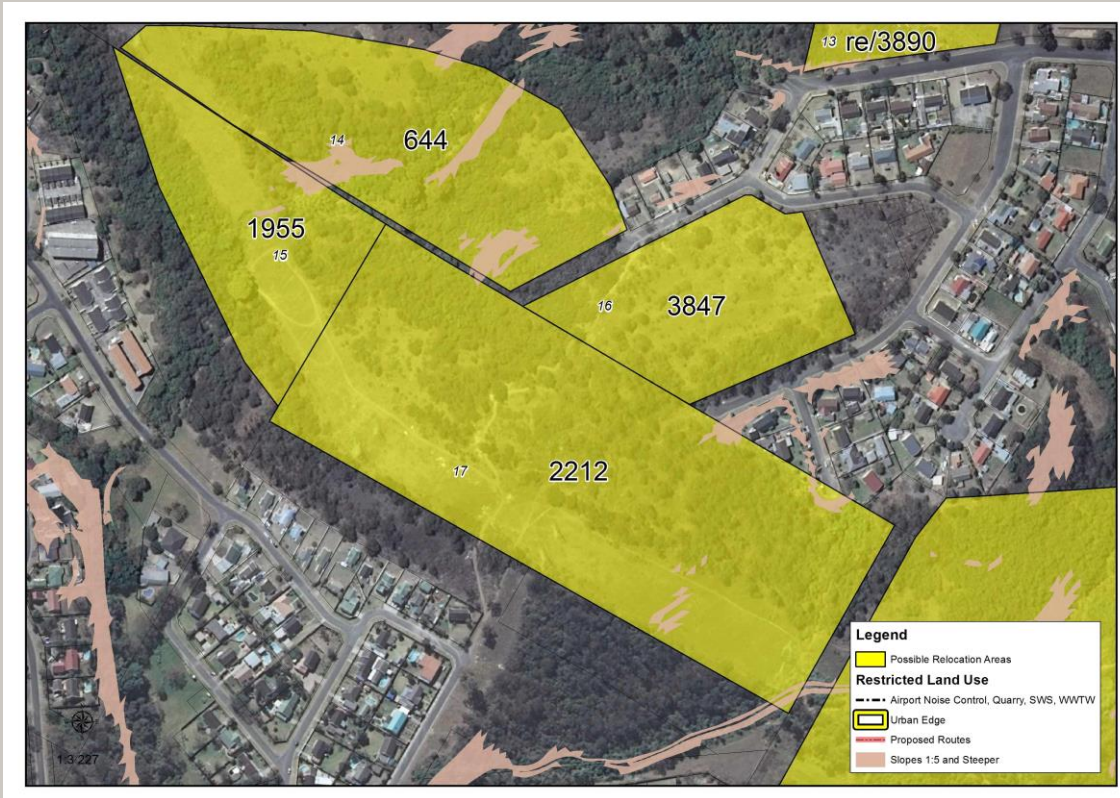 13 re/3890
14
644
1955
15
16
3847
17
2212
1:3 227
Legend
Possible Relocation Areas
Restricted Land Use
Airport Noise Control, Quarry, SWS, WWTW
Urban Edge
Proposed Routes
Slopes 1:5 and Steeper